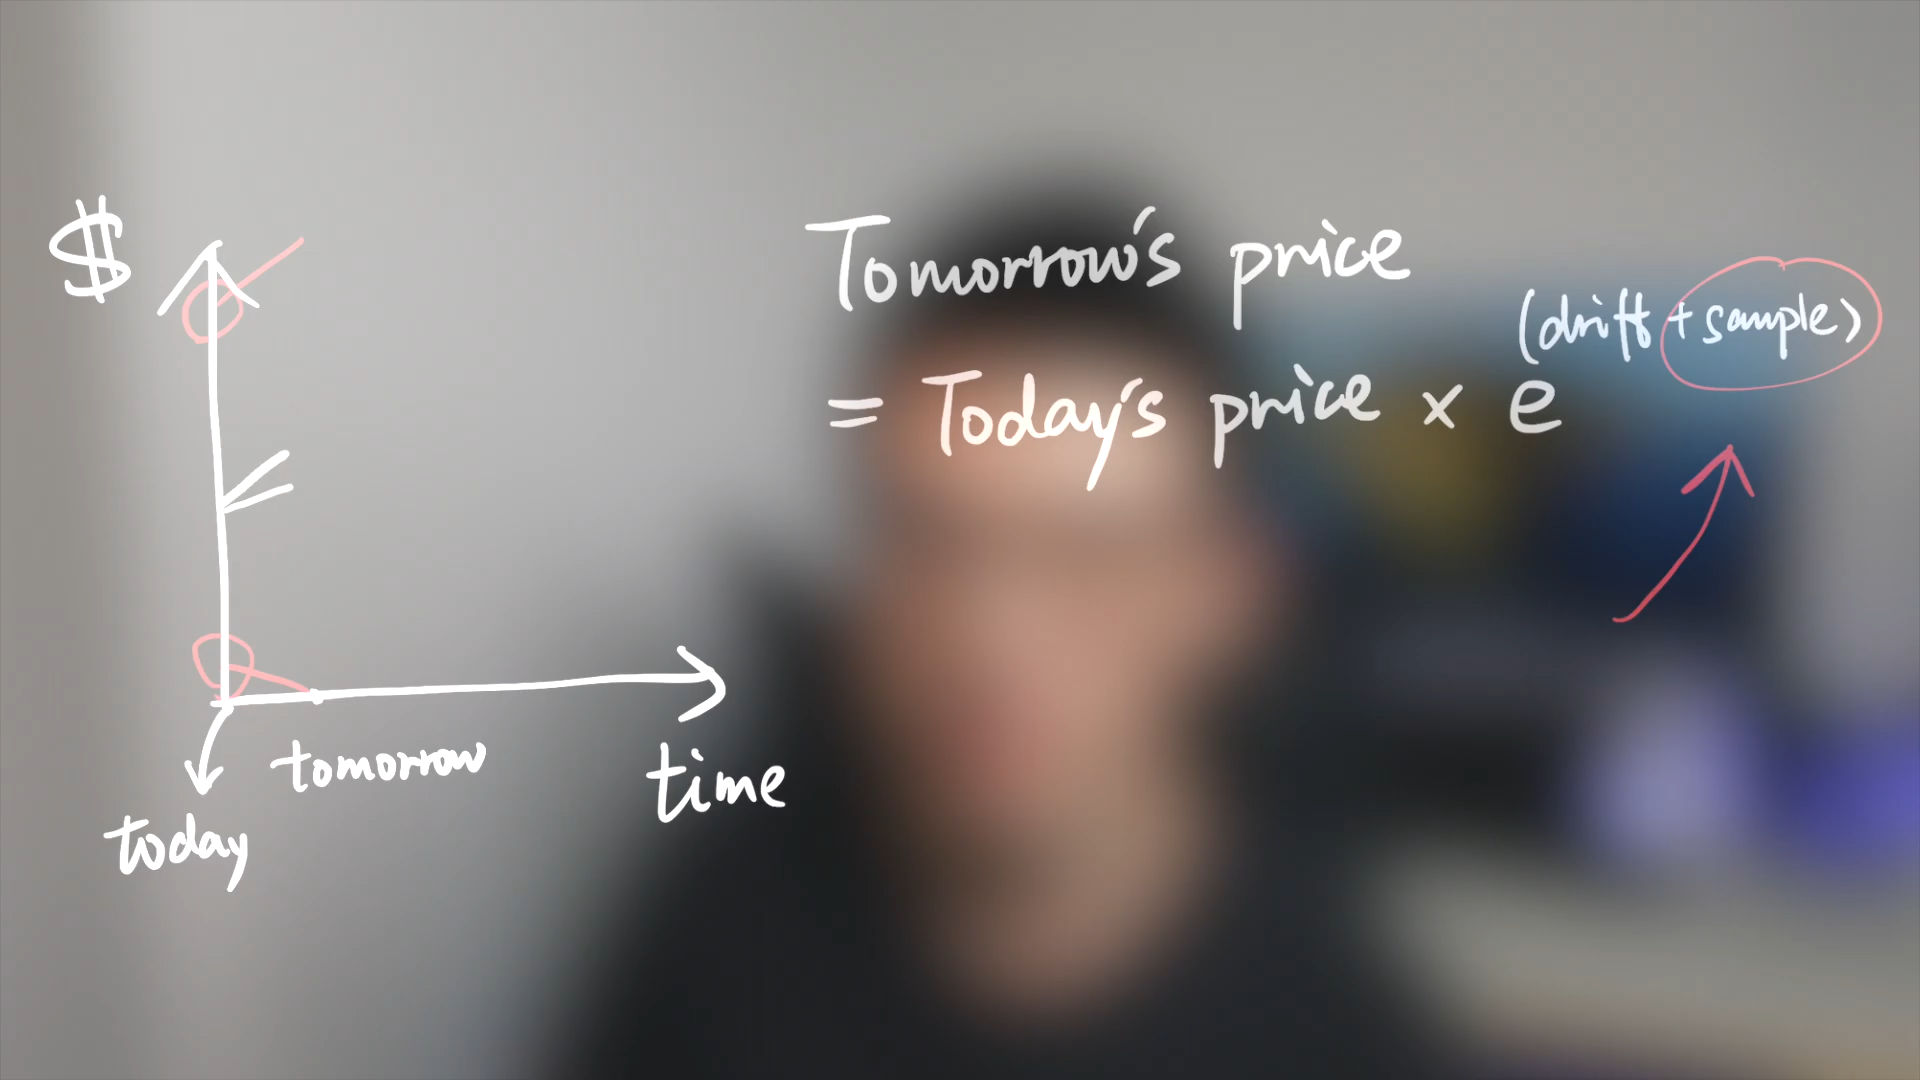 $
Tomorrow's price
= Today's price × e
(drift + sample)
tomorrow
time
today